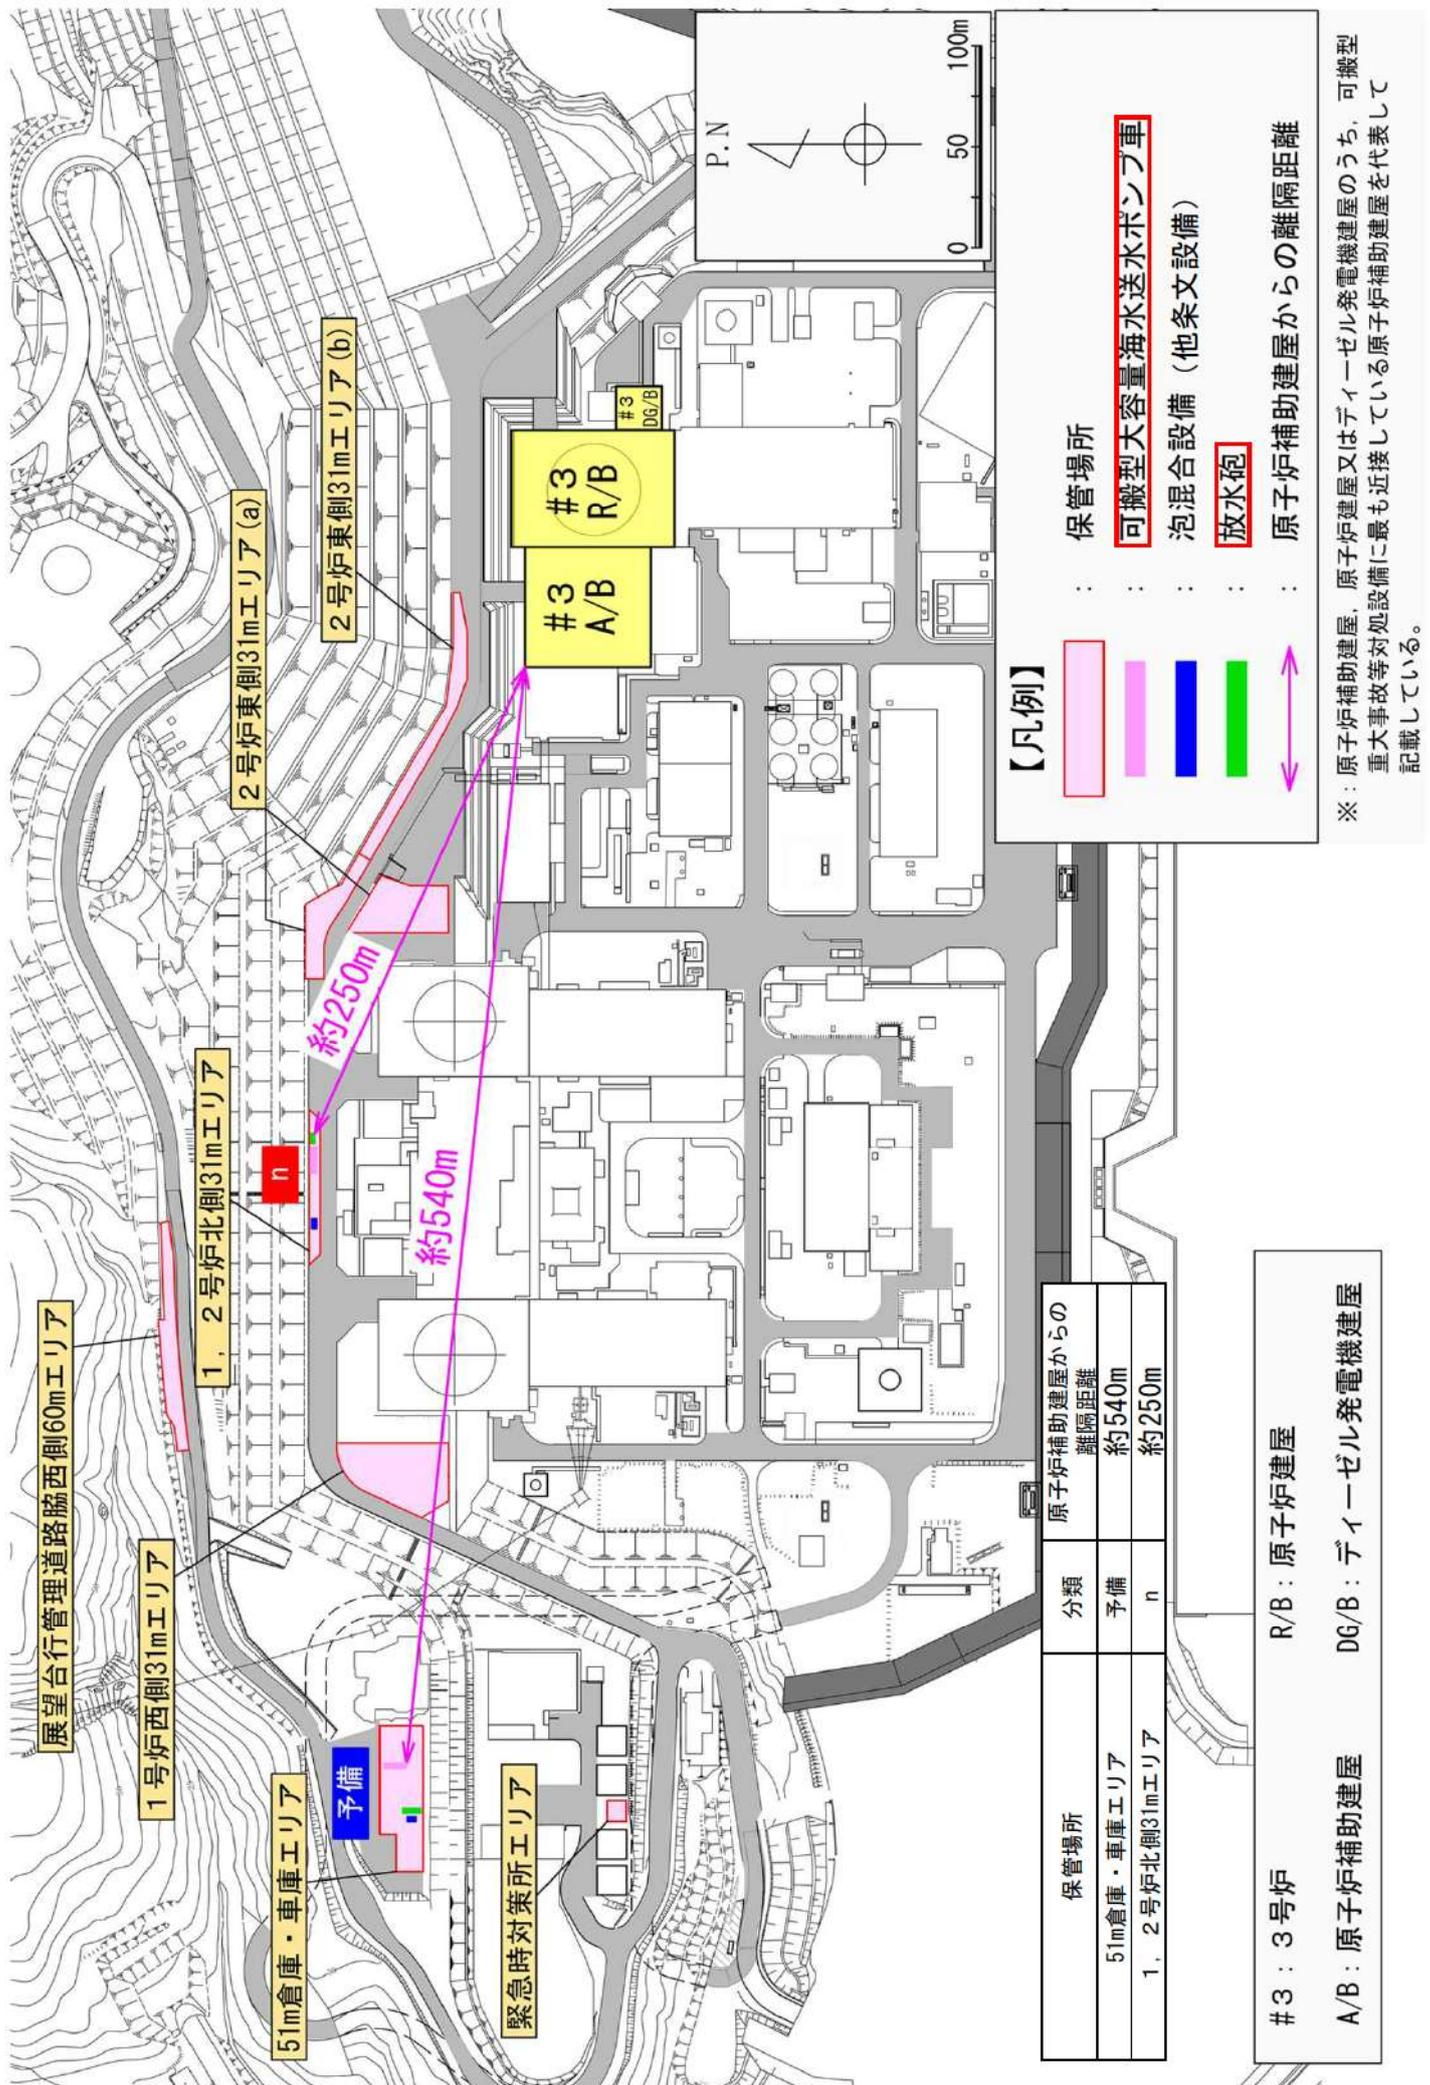 展望台行管理道路脇西側60mエリア
1号炉西側31mエリア
51m倉庫・車庫エリア
予備
緊急時対策所エリア
1，2号炉北側31mエリア
n
2号炉東側31mエリア(a)
2号炉東側31mエリア(b)
約250m
約540m
#3
A/B
#3
R/B
#3
DG/B
P.N
0 50 100m
【凡例】
： 保管場所
： 可搬型大容量海水送水ポンプ車
： 泡混合設備（他条文設備）
： 放水砲
： 原子炉補助建屋からの離隔距離
※：原子炉補助建屋，原子炉建屋又はディーゼル発電機建屋のうち，可搬型
重大事故等対処設備に最も近接している原子炉補助建屋を代表して
記載している。
保管場所 分類 原子炉補助建屋からの
離隔距離
51m倉庫・車庫エリア 予備 約540m
1，2号炉北側31mエリア n 約250m
#3：3号炉 R/B：原子炉建屋
A/B：原子炉補助建屋 DG/B：ディーゼル発電機建屋